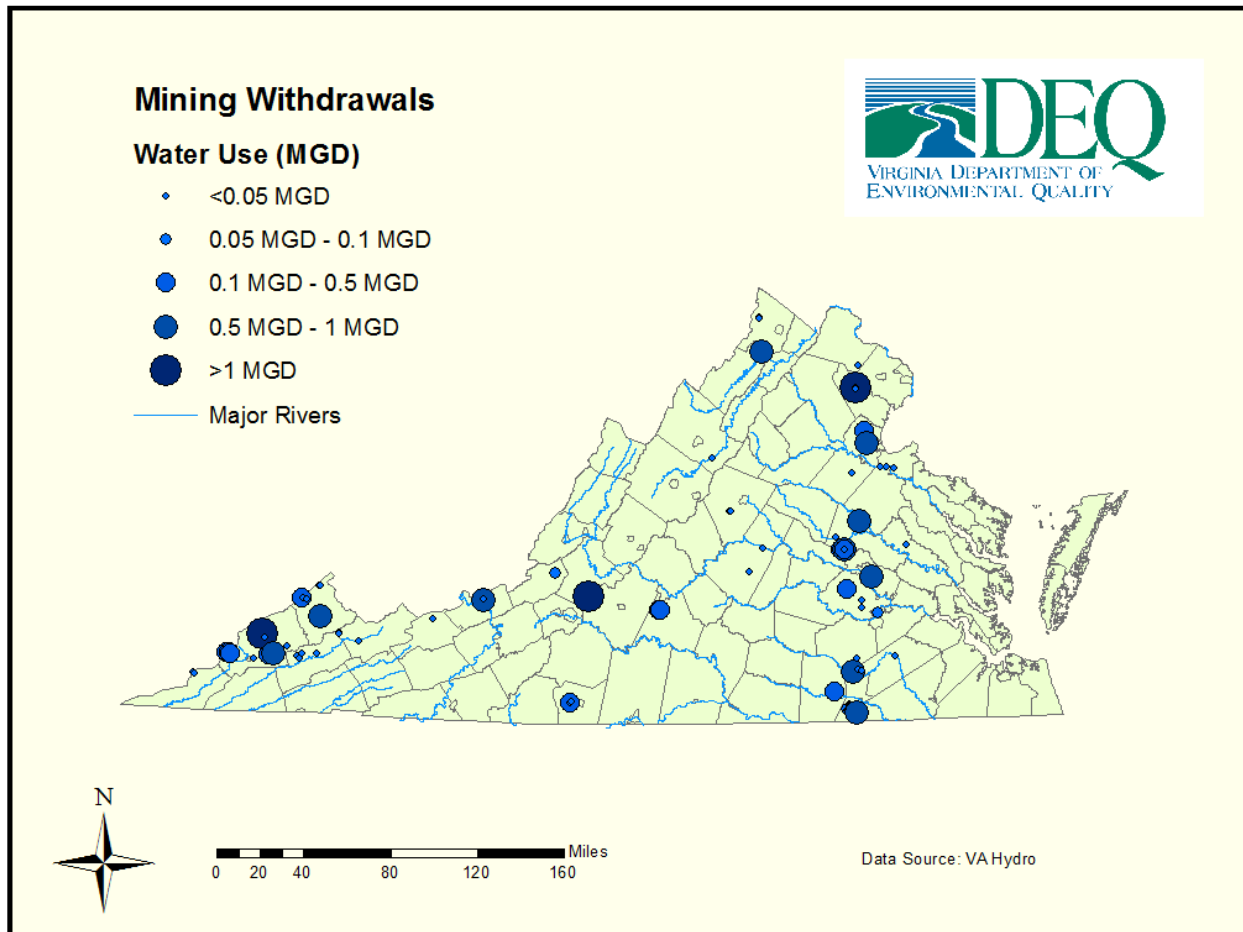 Mining Withdrawals
Water Use (MGD)
<0.05 MGD
0.05 MGD - 0.1 MGD
0.1 MGD - 0.5 MGD
0.5 MGD - 1 MGD
>1 MGD
Major Rivers
DEQ
VIRGINIA DEPARTMENT OF
ENVIRONMENTAL QUALITY
N
Miles
0 20 40 80 120 160
Data Source: VA Hydro